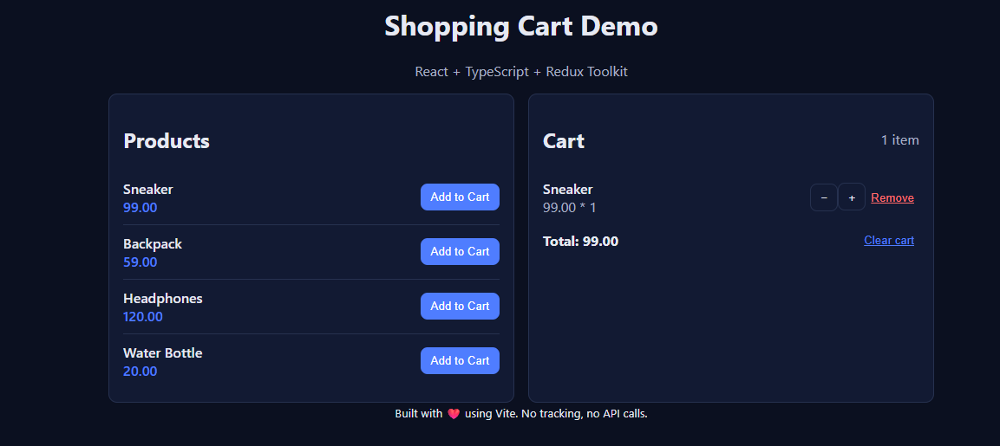 Shopping Cart Demo
React + TypeScript + Redux Toolkit
Products
Sneaker
99.00
Add to Cart
Backpack
59.00
Add to Cart
Headphones
120.00
Add to Cart
Water Bottle
20.00
Add to Cart
Cart
1 item
Sneaker
99.00 * 1
−
+
Remove
Total: 99.00
Clear cart
Built with 💗 using Vite. No tracking, no API calls.